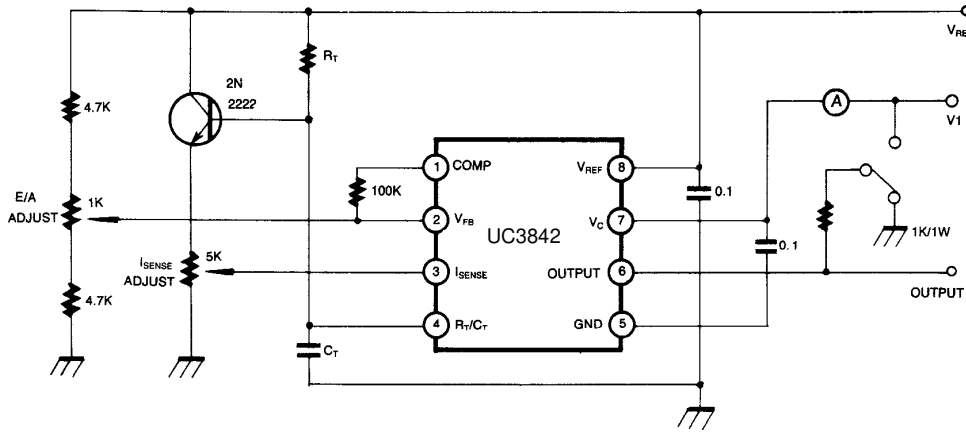 V_RE
R_T
2N
2222
4.7K
A
V1
1 COMP
V_REF 8
100K
0.1
E/A
ADJUST
1K
2 V_FB
V_C 7
UC3842
1K/1W
I_SENSE
ADJUST
5K
3 I_SENSE
OUTPUT 6
0.1
OUTPUT
4.7K
4 R_T/C_T
GND 5
C_T